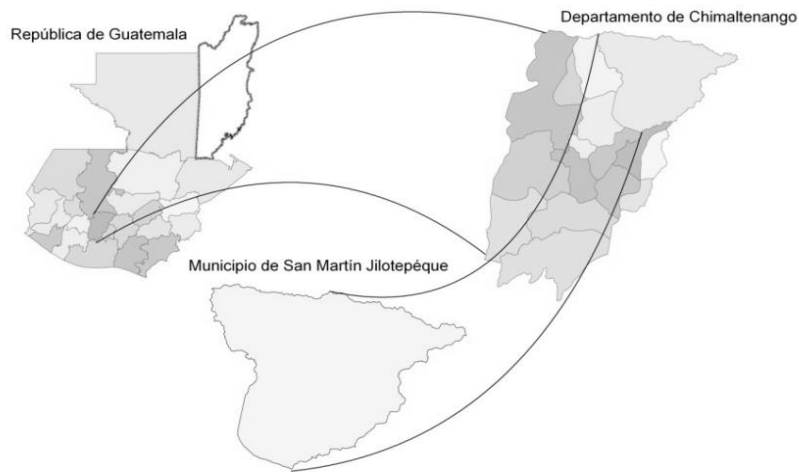 República de Guatemala
Departamento de Chimaltenango
Municipio de San Martín Jilotepéque